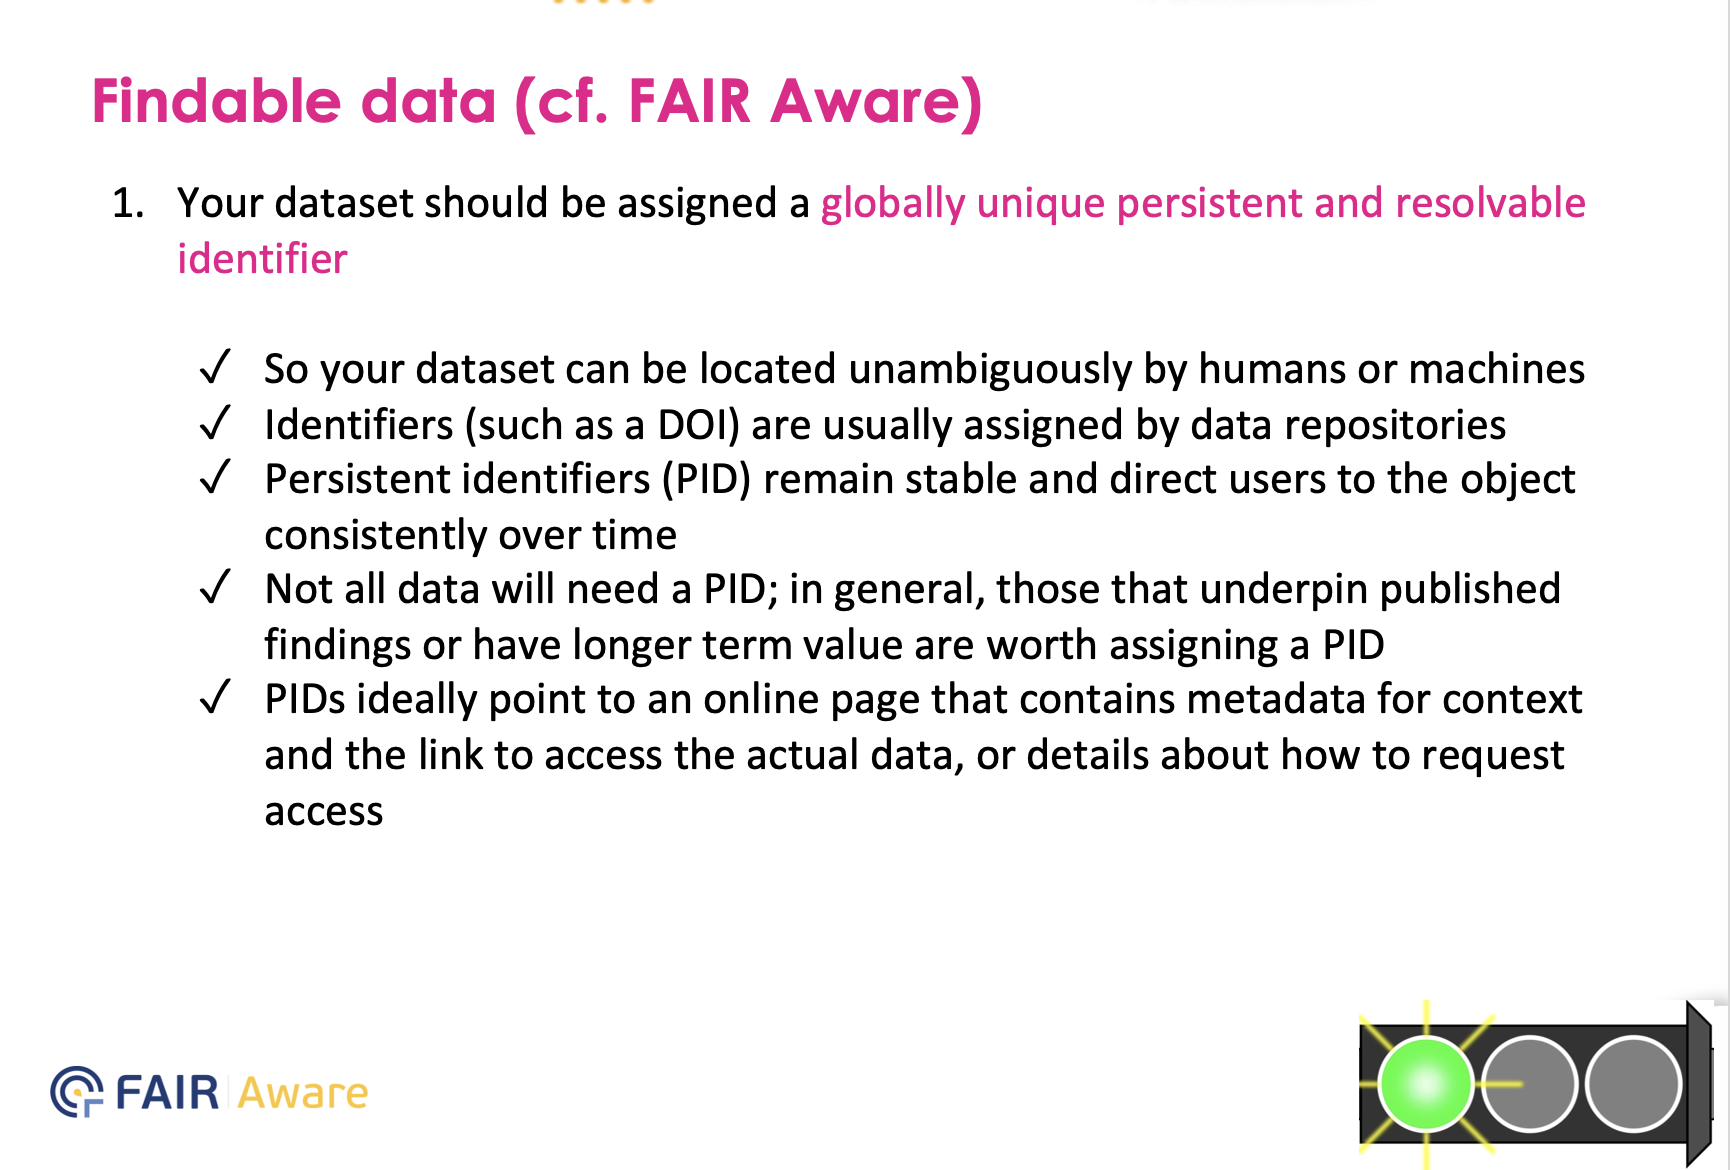 Findable data (cf. FAIR Aware)
1. Your dataset should be assigned a globally unique persistent and resolvable
identifier
✓ So your dataset can be located unambiguously by humans or machines
✓ Identifiers (such as a DOI) are usually assigned by data repositories
✓ Persistent identifiers (PID) remain stable and direct users to the object
consistently over time
✓ Not all data will need a PID; in general, those that underpin published
findings or have longer term value are worth assigning a PID
✓ PIDs ideally point to an online page that contains metadata for context
and the link to access the actual data, or details about how to request
access
FAIR Aware